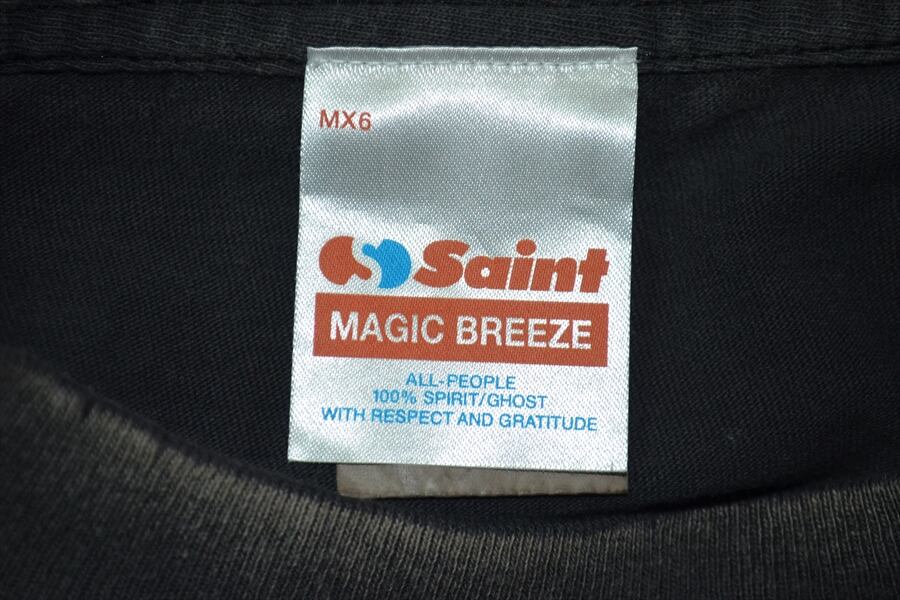 MX6
Saint
MAGIC BREEZE
ALL-PEOPLE
100% SPIRIT/GHOST
WITH RESPECT AND GRATITUDE